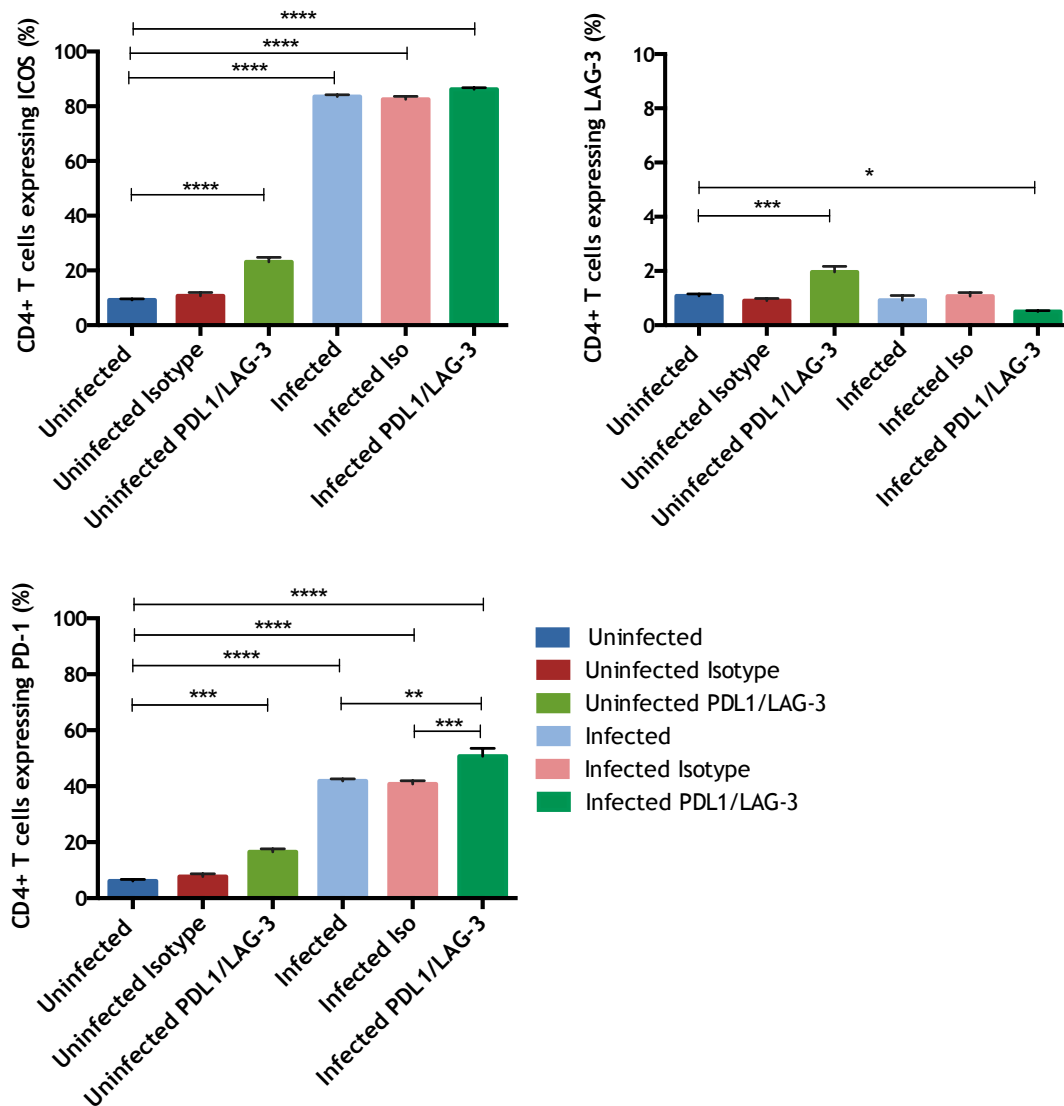 CD4+ T cells expressing ICOS (%)
100
80
60
40
20
0
****
****
****
****
Uninfected
Uninfected Isotype
Uninfected PDL1/LAG-3
Infected
Infected Iso
Infected PDL1/LAG-3
CD4+ T cells expressing LAG-3 (%)
10
8
6
4
2
0
*
***
Uninfected
Uninfected Isotype
Uninfected PDL1/LAG-3
Infected
Infected Iso
Infected PDL1/LAG-3
CD4+ T cells expressing PD-1 (%)
100
80
60
40
20
0
****
****
****
***
**
***
Uninfected
Uninfected Isotype
Uninfected PDL1/LAG-3
Infected
Infected Iso
Infected PDL1/LAG-3
Uninfected
Uninfected Isotype
Uninfected PDL1/LAG-3
Infected
Infected Isotype
Infected PDL1/LAG-3